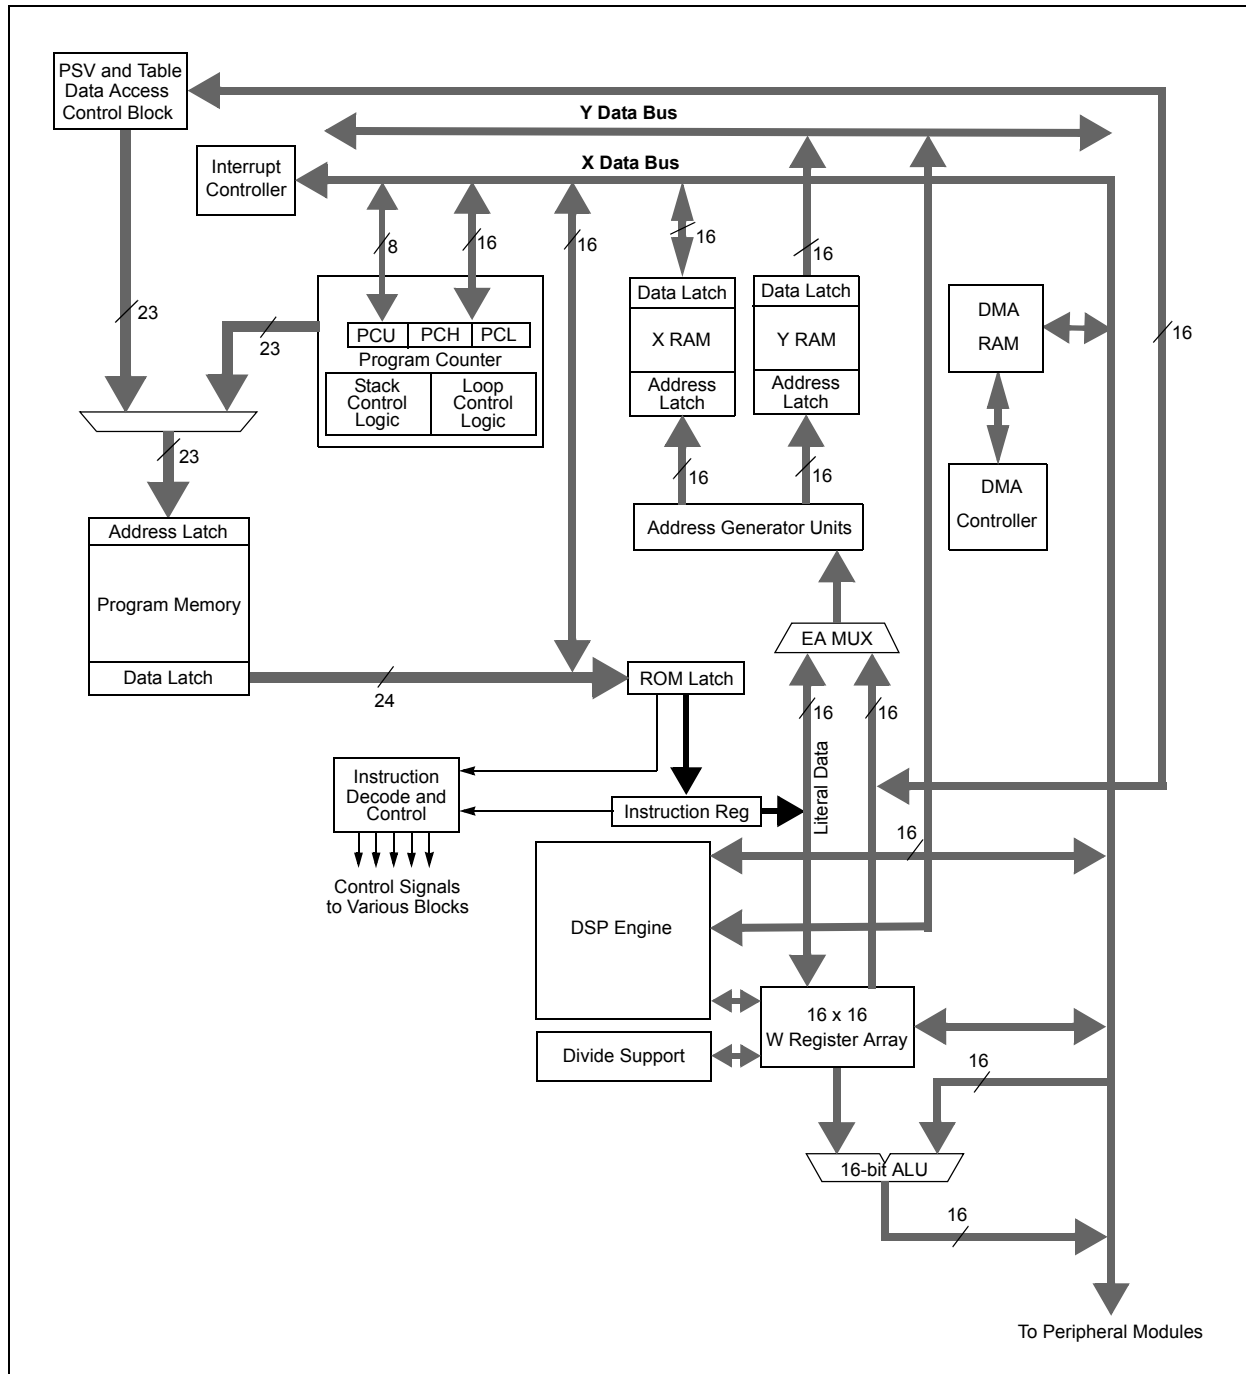 PSV and Table
Data Access
Control Block
Y Data Bus
Interrupt
Controller
X Data Bus
8
16
16
16
16
23
23
PCU
PCH
PCL
Program Counter
Stack
Control
Logic
Loop
Control
Logic
Data Latch
X RAM
Address
Latch
Data Latch
Y RAM
Address
Latch
DMA
RAM
16
23
16
16
Address Generator Units
DMA
Controller
Address Latch
Program Memory
Data Latch
24
EA MUX
ROM Latch
16
16
Literal Data
Instruction
Decode and
Control
Instruction Reg
Control Signals
to Various Blocks
16
DSP Engine
16 x 16
W Register Array
Divide Support
16
16-bit ALU
16
To Peripheral Modules